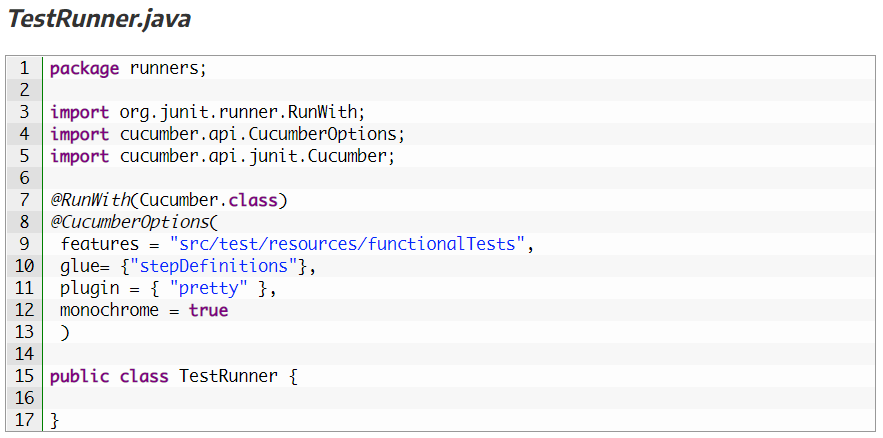 TestRunner.java
1 package runners;
2
3 import org.junit.runner.RunWith;
4 import cucumber.api.CucumberOptions;
5 import cucumber.api.junit.Cucumber;
6
7 @RunWith(Cucumber.class)
8 @CucumberOptions(
9  features = "src/test/resources/functionalTests",
10  glue= {"stepDefinitions"},
11  plugin = { "pretty" },
12  monochrome = true
13  )
14
15 public class TestRunner {
16
17 }